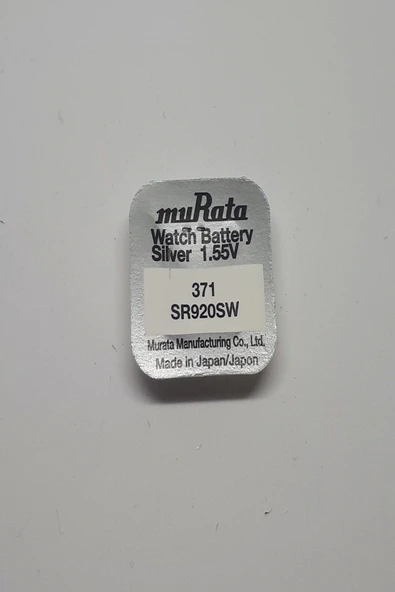 muRata
Watch Battery
Silver 1.55V
371
SR920SW
Murata Manufacturing Co., Ltd.
Made in Japan/Japon